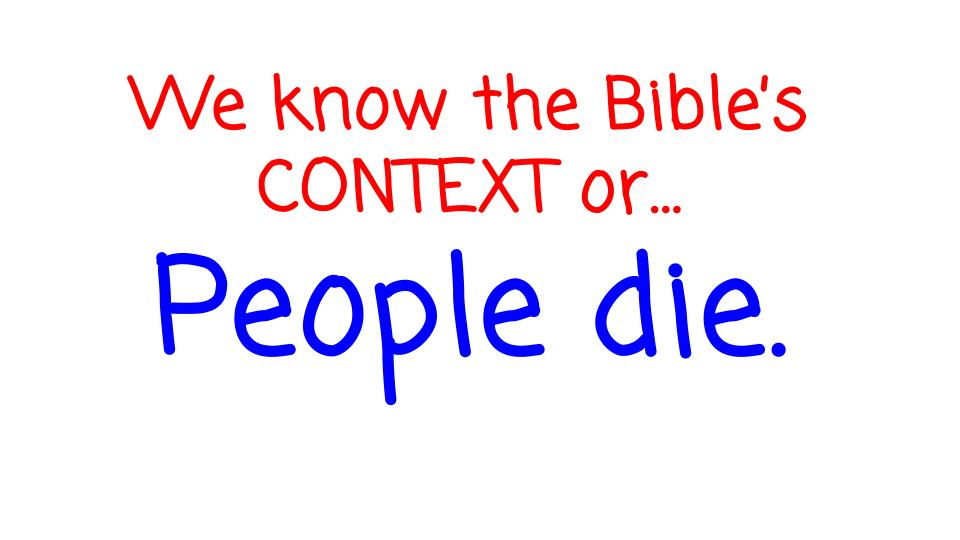 We know the Bible's
CONTEXT or...
People die.